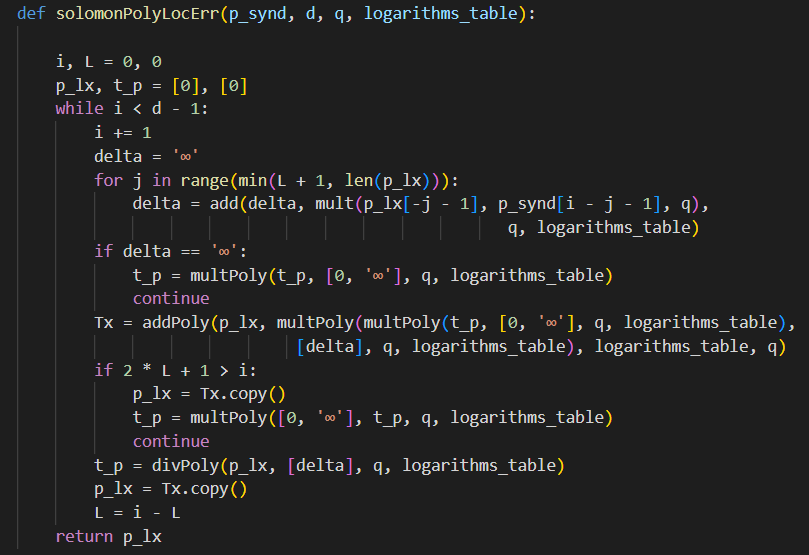 def solomonPolyLocErr(p_synd, d, q, logarithms_table):
    i, L = 0, 0
    p_lx, t_p = [0], [0]
    while i < d - 1:
        i += 1
        delta = '∞'
        for j in range(min(L + 1, len(p_lx))):
            delta = add(delta, mult(p_lx[-j - 1], p_synd[i - j - 1], q),
                                                    q, logarithms_table)
        if delta == '∞':
            t_p = multPoly(t_p, [0, '∞'], q, logarithms_table)
            continue
        Tx = addPoly(p_lx, multPoly(multPoly(t_p, [0, '∞'], q, logarithms_table),
                             [delta], q, logarithms_table), logarithms_table, q)
        if 2 * L + 1 > i:
            p_lx = Tx.copy()
            t_p = multPoly([0, '∞'], t_p, q, logarithms_table)
            continue
        t_p = divPoly(p_lx, [delta], q, logarithms_table)
        p_lx = Tx.copy()
        L = i - L
    return p_lx